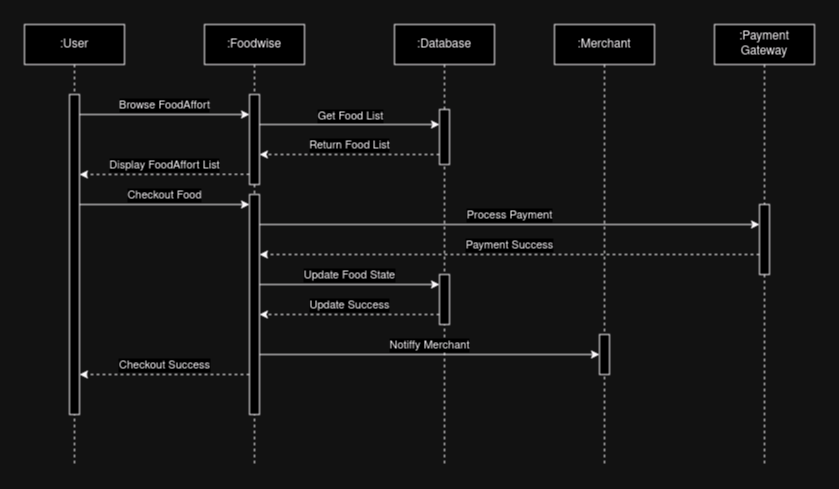 :User
:Foodwise
:Database
:Merchant
:Payment
Gateway
Browse FoodAffort
Get Food List
Return Food List
Display FoodAffort List
Checkout Food
Process Payment
Payment Success
Update Food State
Update Success
Notiffy Merchant
Checkout Success